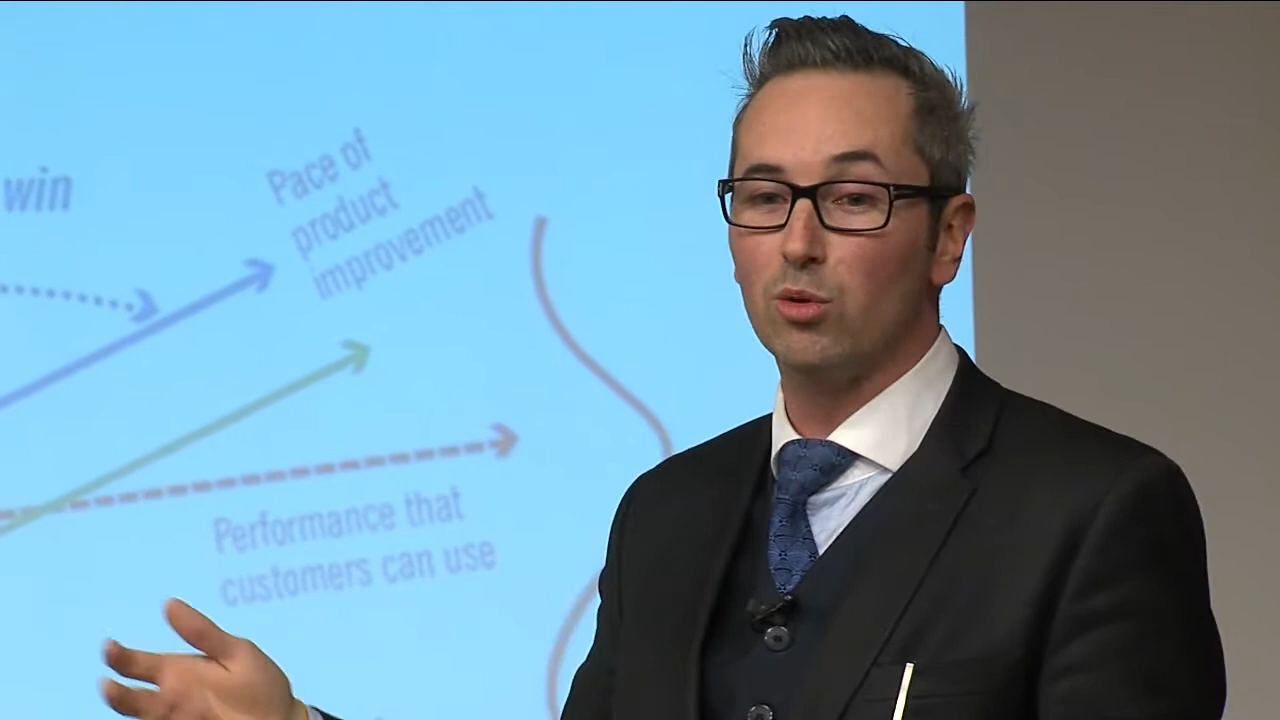 win
Pace of
product
improvement
Performance that
customers can use